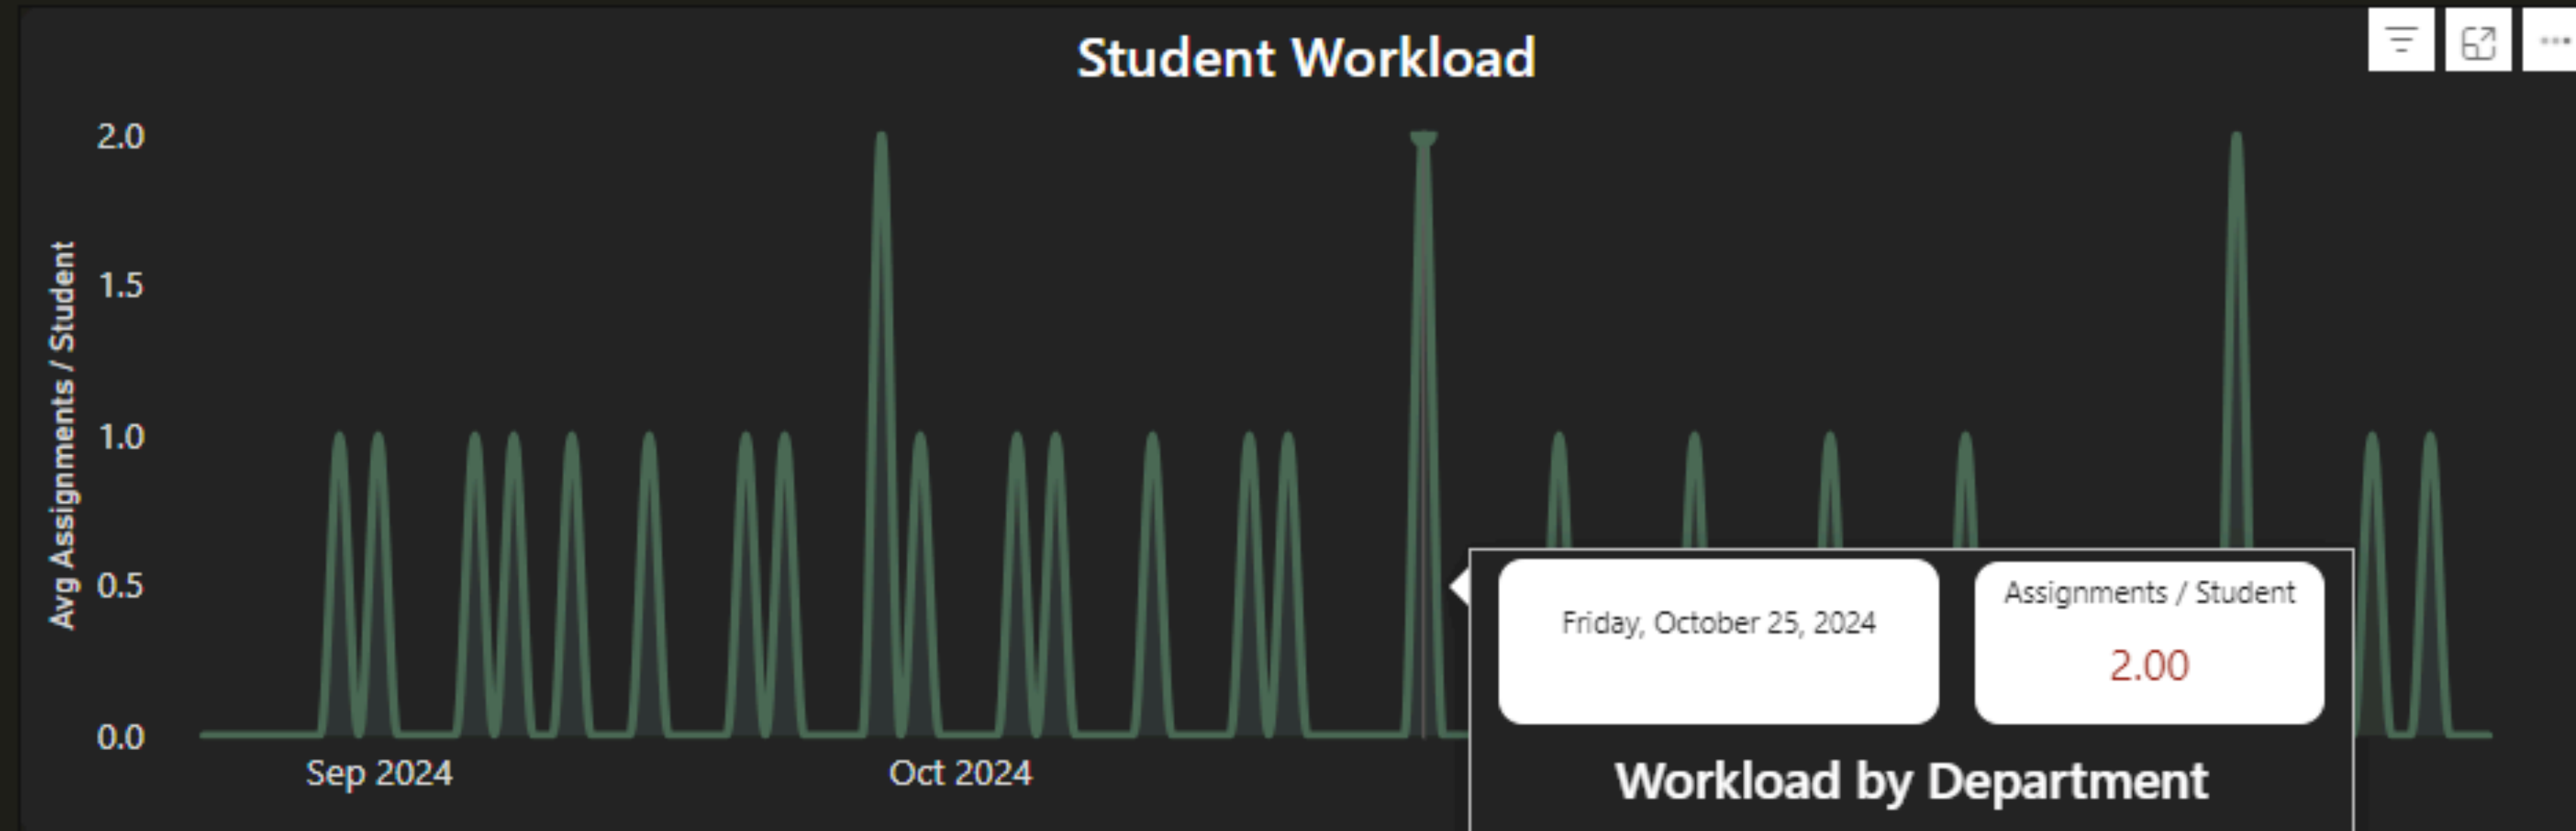 Student Workload
Avg Assignments / Student
2.0
1.5
1.0
0.5
0.0
Sep 2024
Oct 2024
Friday, October 25, 2024
Assignments / Student
2.00
Workload by Department